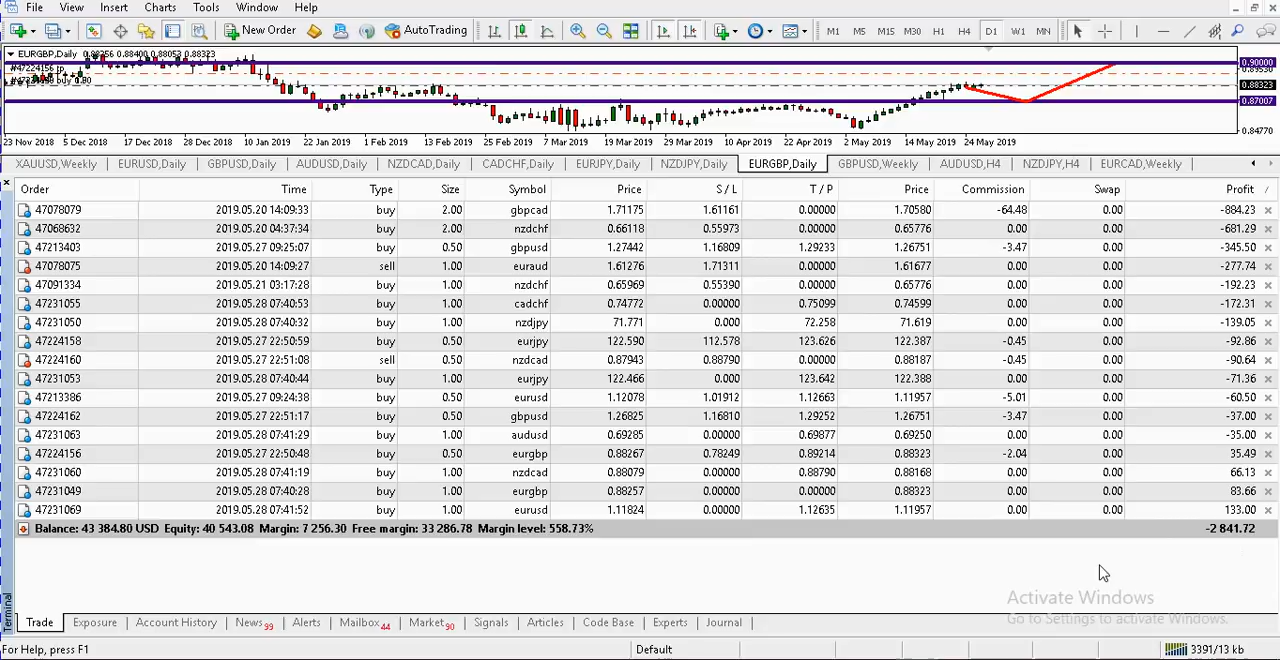 File View Insert Charts Tools Window Help
New Order AutoTrading M1 M5 M15 M30 H1 H4 D1 W1 MN
EURGBP,Daily 0.88256 0.88400 0.88053 0.88323
#47224156 tp
buy 0.50
0.90000
0.88323
0.87007
0.84770
23 Nov 2018 5 Dec 2018 17 Dec 2018 28 Dec 2018 10 Jan 2019 22 Jan 2019 1 Feb 2019 13 Feb 2019 25 Feb 2019 7 Mar 2019 19 Mar 2019 29 Mar 2019 10 Apr 2019 22 Apr 2019 2 May 2019 14 May 2019 24 May 2019
XAUUSD,Weekly EURUSD,Daily GBPUSD,Daily AUDUSD,Daily NZDCAD,Daily CADCHF,Daily EURJPY,Daily NZDJPY,Daily EURGBP,Daily GBPUSD,Weekly AUDUSD,H4 NZDJPY,H4 EURCAD,Weekly
Order Time Type Size Symbol Price S / L T / P Price Commission Swap Profit /
47078079 2019.05.20 14:09:33 buy 2.00 gbpcad 1.71175 1.61161 0.00000 1.70580 -64.48 0.00 -884.23
47068632 2019.05.20 04:37:34 buy 2.00 nzdchf 0.66118 0.55973 0.00000 0.65776 0.00 0.00 -681.29
47213403 2019.05.27 09:25:07 buy 0.50 gbpusd 1.27442 1.16809 1.29233 1.26751 -3.47 0.00 -345.50
47078075 2019.05.20 14:09:27 sell 1.00 euraud 1.61276 1.71311 0.00000 1.61677 0.00 0.00 -277.74
47091334 2019.05.21 03:17:28 buy 1.00 nzdchf 0.65969 0.55390 0.00000 0.65776 0.00 0.00 -192.23
47231055 2019.05.28 07:40:53 buy 1.00 cadchf 0.74772 0.00000 0.75099 0.74599 0.00 0.00 -172.31
47231050 2019.05.28 07:40:32 buy 1.00 nzdjpy 71.771 0.000 72.258 71.619 0.00 0.00 -139.05
47224158 2019.05.27 22:50:59 buy 0.50 eurjpy 122.590 112.578 123.626 122.387 -0.45 0.00 -92.86
47224160 2019.05.27 22:51:08 sell 0.50 nzdcad 0.87943 0.88790 0.00000 0.88187 -0.45 0.00 -90.64
47231053 2019.05.28 07:40:44 buy 1.00 eurjpy 122.466 0.000 123.642 122.388 0.00 0.00 -71.36
47213386 2019.05.27 09:24:38 buy 0.50 eurusd 1.12078 1.01912 1.12663 1.11957 -5.01 0.00 -60.50
47224162 2019.05.27 22:51:17 buy 0.50 gbpusd 1.26825 1.16810 1.29252 1.26751 -3.47 0.00 -37.00
47231063 2019.05.28 07:41:29 buy 1.00 audusd 0.69285 0.00000 0.69877 0.69250 0.00 0.00 -35.00
47224156 2019.05.27 22:50:48 buy 0.50 eurgbp 0.88267 0.78249 0.89214 0.88323 -2.04 0.00 35.49
47231060 2019.05.28 07:41:19 buy 1.00 nzdcad 0.88079 0.00000 0.88790 0.88168 0.00 0.00 66.13
47231049 2019.05.28 07:40:28 buy 1.00 eurgbp 0.88257 0.00000 0.00000 0.88323 0.00 0.00 83.66
47231069 2019.05.28 07:41:52 buy 1.00 eurusd 1.11824 0.00000 1.12635 1.11957 0.00 0.00 133.00
Balance: 43 384.80 USD Equity: 40 543.08 Margin: 7 256.30 Free margin: 33 286.78 Margin level: 558.73% -2 841.72
Activate Windows
Go to Settings to activate Windows.
Terminal
Trade Exposure Account History News 99 Alerts Mailbox 44 Market 90 Signals Articles Code Base Experts Journal
For Help, press F1 Default 3391/13 kb